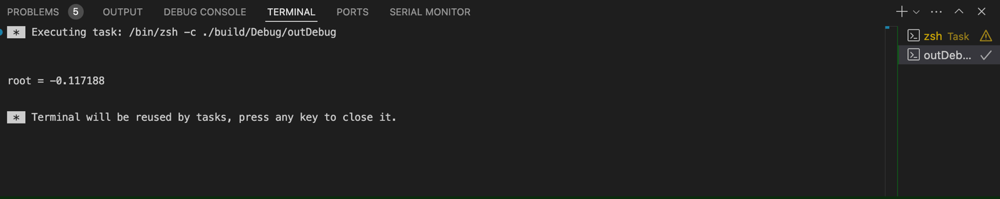 PROBLEMS 5 OUTPUT DEBUG CONSOLE TERMINAL PORTS SERIAL MONITOR
* Executing task: /bin/zsh -c ./build/Debug/outDebug
zsh Task
outDeb...
root = -0.117188
* Terminal will be reused by tasks, press any key to close it.